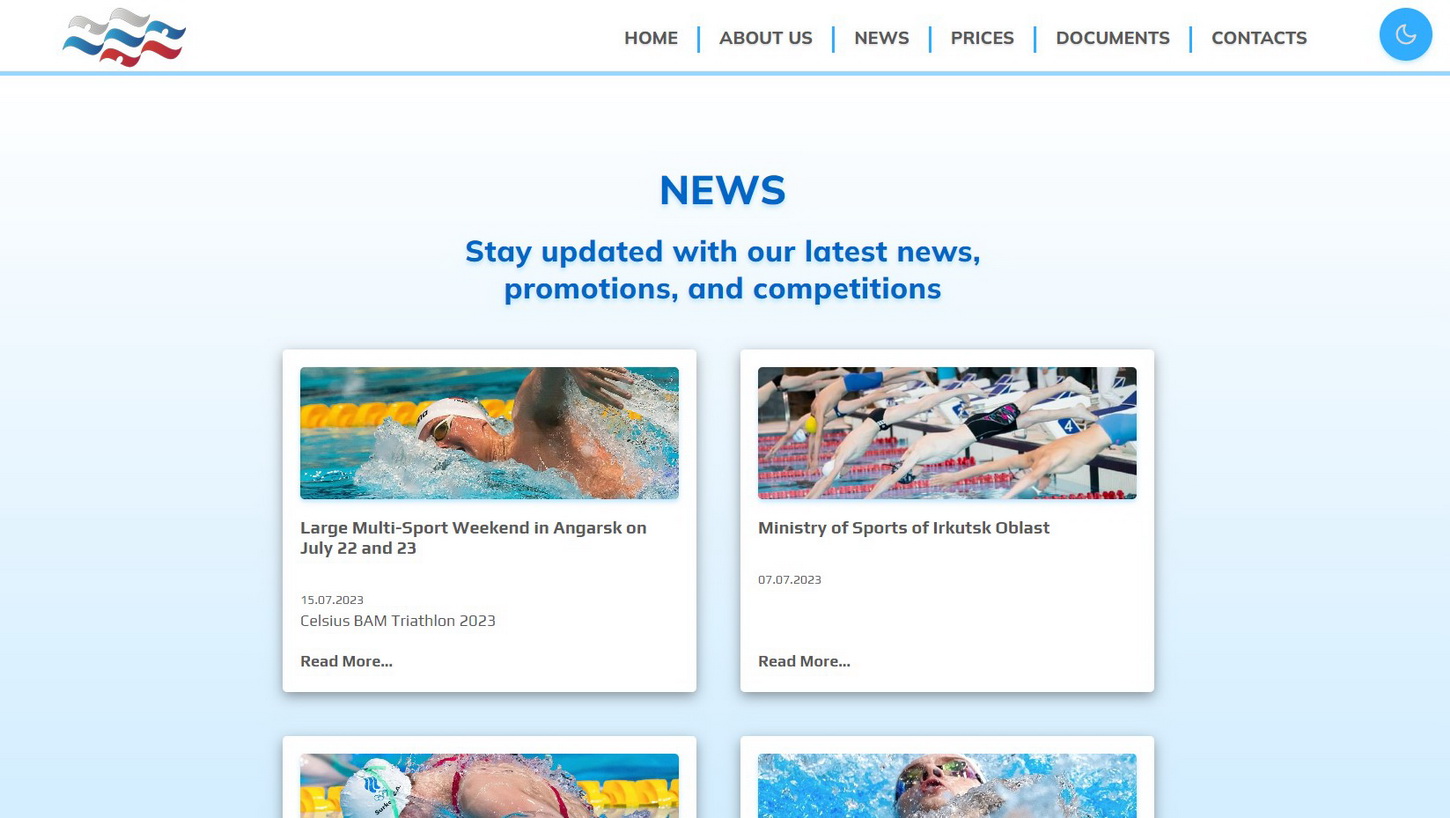 HOME
ABOUT US
NEWS
PRICES
DOCUMENTS
CONTACTS
NEWS
Stay updated with our latest news,
promotions, and competitions
4
Large Multi-Sport Weekend in Angarsk on
July 22 and 23
15.07.2023
Celsius BAM Triathlon 2023
Read More...
Ministry of Sports of Irkutsk Oblast
07.07.2023
Read More...